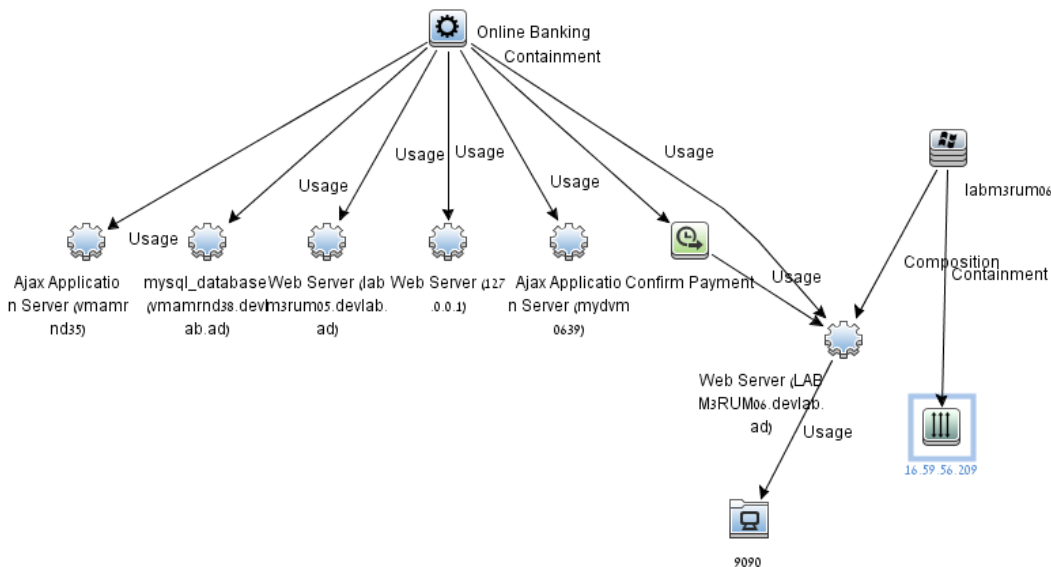 Online Banking
Containment
Usage
Usage
Usage
Usage
Usage
Usage
labm3rum06
Ajax Applicatio
n Server (vmamr
nd35)
mysql_database
(vmamrnd38.devl
ab.ad)
Web Server (lab
m3rum05.devlab.
ad)
Web Server (127
.0.0.1)
Ajax Applicatio
n Server (mydvm
0639)
Confirm Payment
Usage
Composition
Containment
Web Server (LAB
M3RUM06.devlab.
ad)
Usage
16.59.56.209
9090